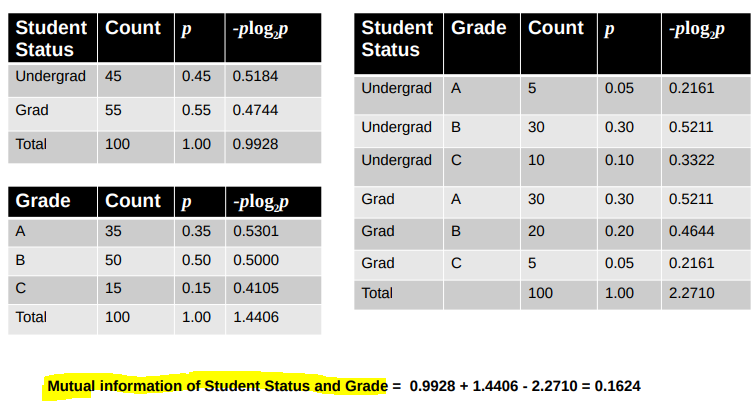 Student Status Count p -plog₂p
Undergrad 45 0.45 0.5184
Grad 55 0.55 0.4744
Total 100 1.00 0.9928
Grade Count p -plog₂p
A 35 0.35 0.5301
B 50 0.50 0.5000
C 15 0.15 0.4105
Total 100 1.00 1.4406
Student Status Grade Count p -plog₂p
Undergrad A 5 0.05 0.2161
Undergrad B 30 0.30 0.5211
Undergrad C 10 0.10 0.3322
Grad A 30 0.30 0.5211
Grad B 20 0.20 0.4644
Grad C 5 0.05 0.2161
Total 100 1.00 2.2710
Mutual information of Student Status and Grade = 0.9928 + 1.4406 - 2.2710 = 0.1624